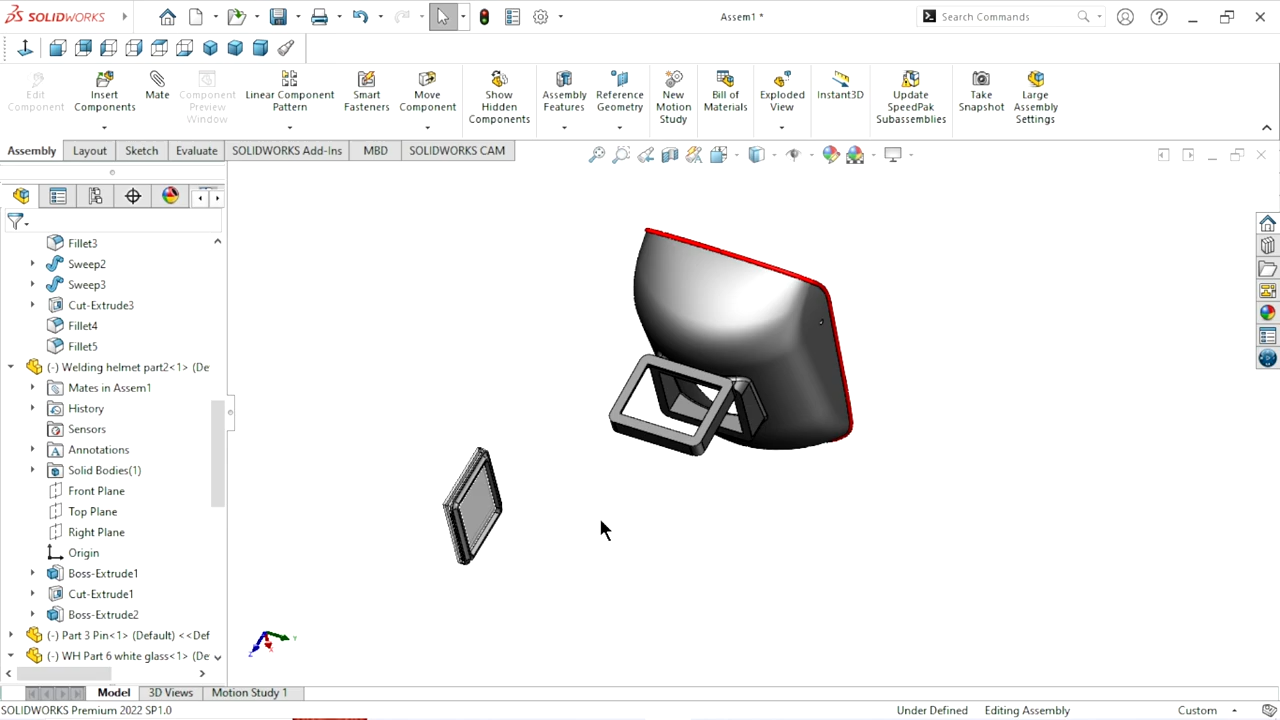 SOLIDWORKS
Assem1 *
Search Commands
Edit Component
Insert Components
Mate
Component Preview Window
Linear Component Pattern
Smart Fasteners
Move Component
Show Hidden Components
Assembly Features
Reference Geometry
New Motion Study
Bill of Materials
Exploded View
Instant3D
Update SpeedPak Subassemblies
Take Snapshot
Large Assembly Settings
Assembly
Layout
Sketch
Evaluate
SOLIDWORKS Add-Ins
MBD
SOLIDWORKS CAM
Fillet3
Sweep2
Sweep3
Cut-Extrude3
Fillet4
Fillet5
(-) Welding helmet part2<1> (De
Mates in Assem1
History
Sensors
Annotations
Solid Bodies(1)
Front Plane
Top Plane
Right Plane
Origin
Boss-Extrude1
Cut-Extrude1
Boss-Extrude2
(-) Part 3 Pin<1> (Default) <<Def
(-) WH Part 6 white glass<1> (De
Y
Z
X
Model
3D Views
Motion Study 1
SOLIDWORKS Premium 2022 SP1.0
Under Defined
Editing Assembly
Custom